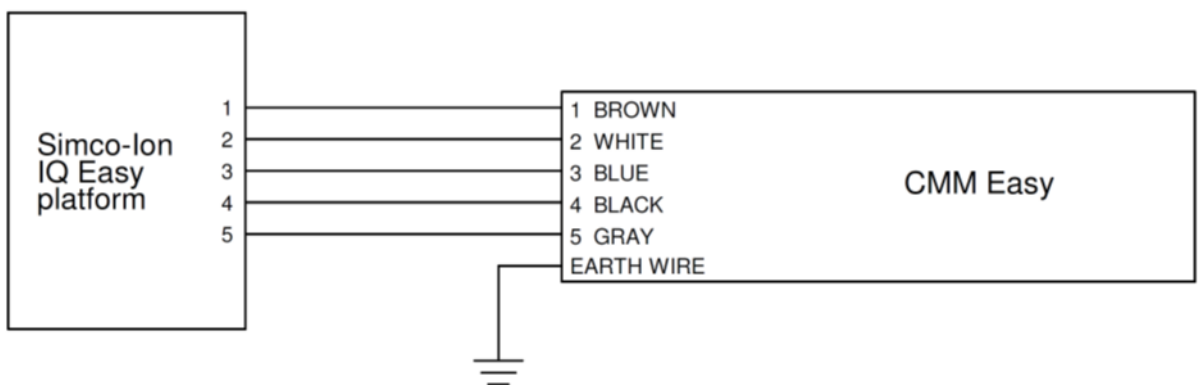 Simco-Ion
IQ Easy
platform
1
2
3
4
5
1 BROWN
2 WHITE
3 BLUE
4 BLACK
5 GRAY
EARTH WIRE
CMM Easy